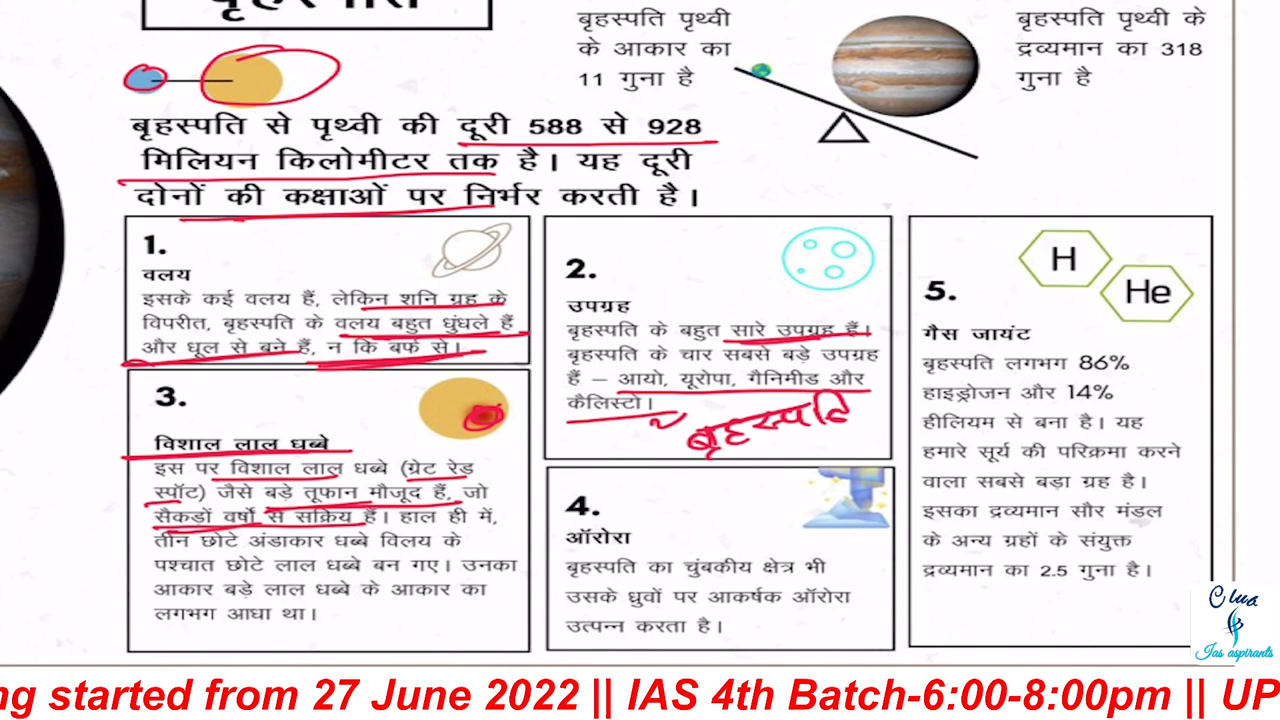 बृहस्पति
बृहस्पति पृथ्वी
के आकार का
11 गुना है
बृहस्पति पृथ्वी के
द्रव्यमान का 318
गुना है
बृहस्पति से पृथ्वी की दूरी 588 से 928
मिलियन किलोमीटर तक है। यह दूरी
दोनों की कक्षाओं पर निर्भर करती है।
1.
वलय
इसके कई वलय हैं, लेकिन शनि ग्रह के
विपरीत, बृहस्पति के वलय बहुत धुंधले हैं
और धूल से बने हैं, न कि बर्फ से।
2.
उपग्रह
बृहस्पति के बहुत सारे उपग्रह हैं।
बृहस्पति के चार सबसे बड़े उपग्रह
हैं – आयो, यूरोपा, गैनिमीड और
कैलिस्टो।
बृहस्पति
3.
विशाल लाल धब्बे
इस पर विशाल लाल धब्बे (ग्रेट रेड
स्पॉट) जैसे बड़े तूफान मौजूद हैं, जो
सैकड़ों वर्षो से सक्रिय हैं। हाल ही में,
तीन छोटे अंडाकार धब्बे विलय के
पश्चात छोटे लाल धब्बे बन गए। उनका
आकार बड़े लाल धब्बे के आकार का
लगभग आधा था।
4.
ऑरोरा
बृहस्पति का चुंबकीय क्षेत्र भी
उसके ध्रुवों पर आकर्षक ऑरोरा
उत्पन्न करता है।
H
He
5.
गैस जायंट
बृहस्पति लगभग 86%
हाइड्रोजन और 14%
हीलियम से बना है। यह
हमारे सूर्य की परिक्रमा करने
वाला सबसे बड़ा ग्रह है।
इसका द्रव्यमान सौर मंडल
के अन्य ग्रहों के संयुक्त
द्रव्यमान का 2.5 गुना है।
Ias aspirants
ng started from 27 June 2022 || IAS 4th Batch-6:00-8:00pm || UP